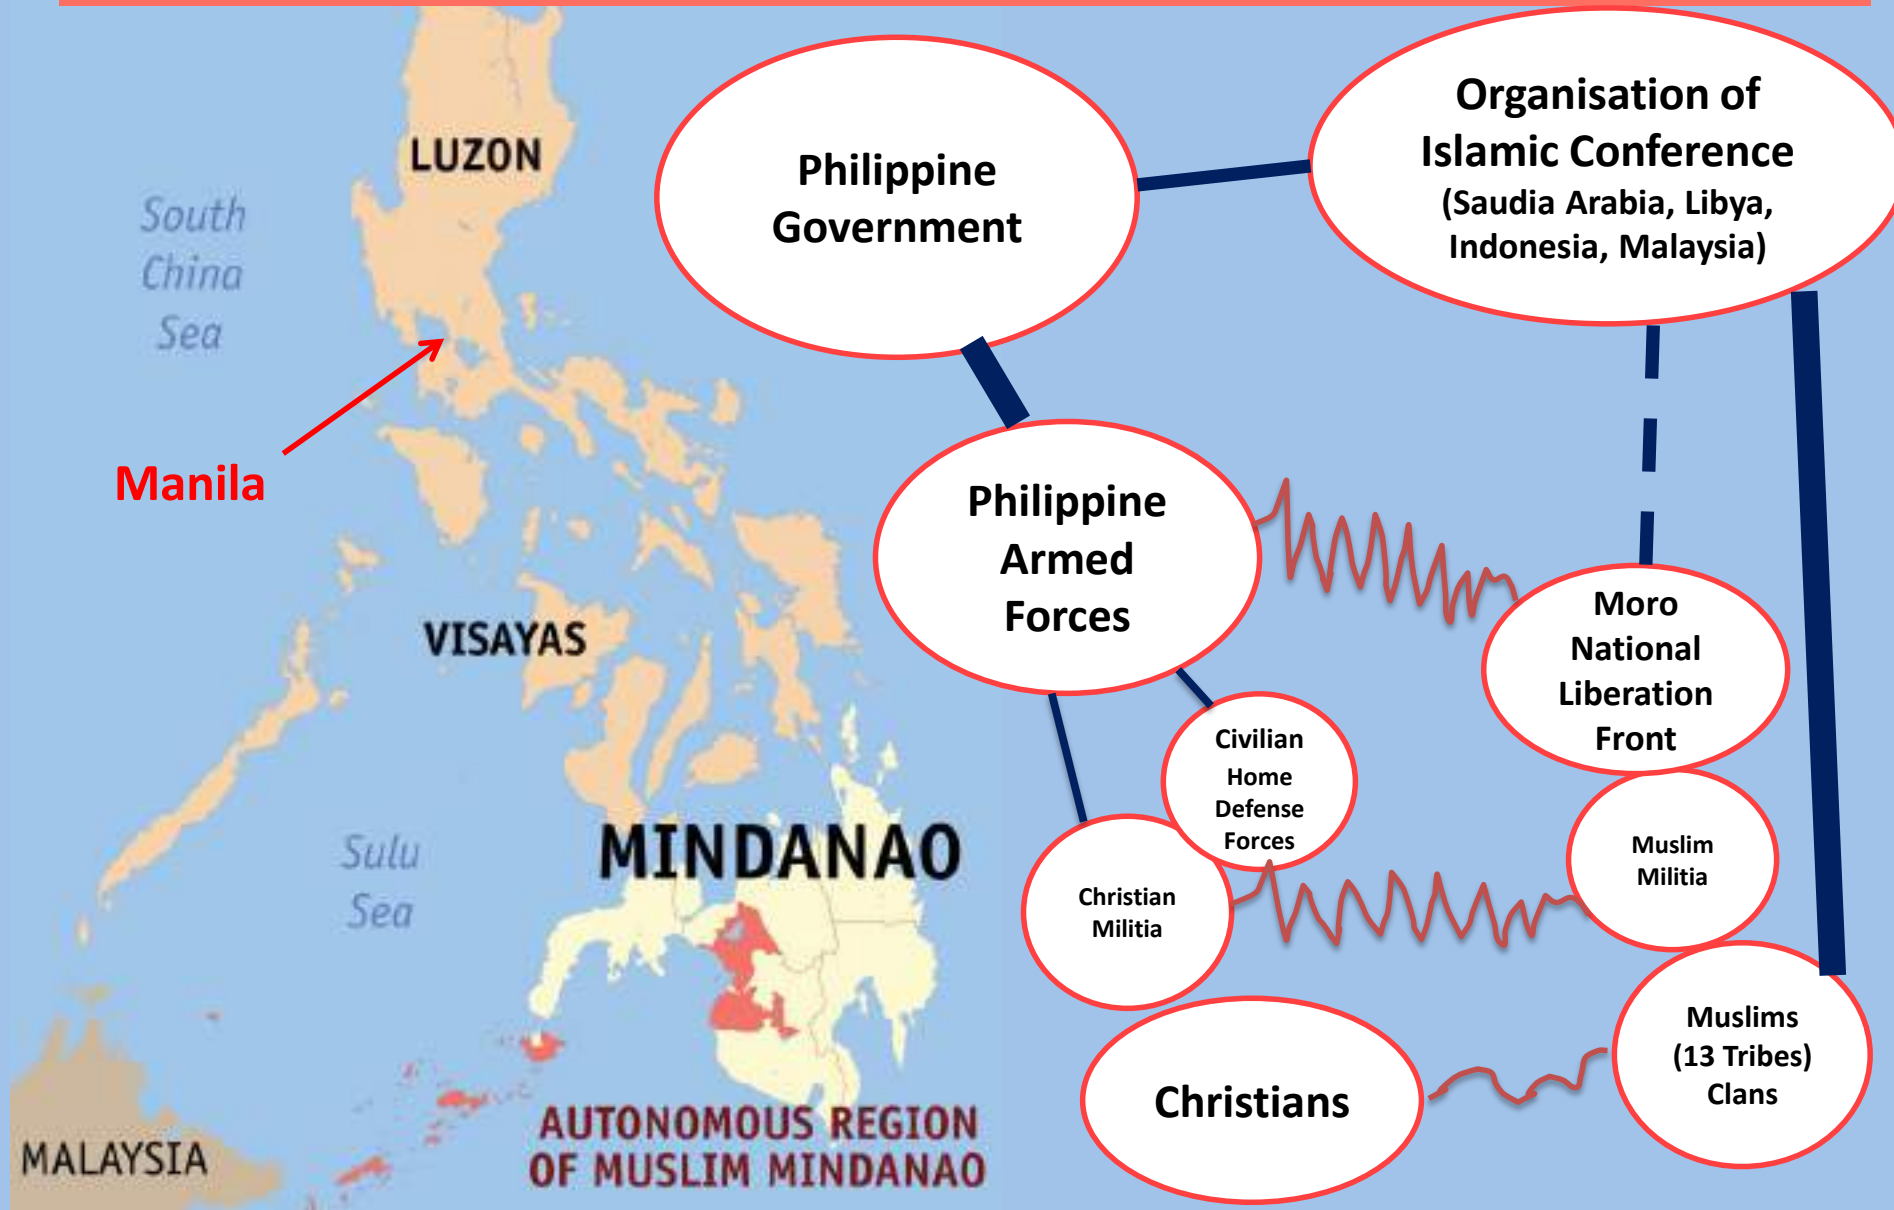 LUZON
South
China
Sea
Manila
VISAYAS
MINDANAO
Sulu
Sea
AUTONOMOUS REGION
OF MUSLIM MINDANAO
MALAYSIA
Philippine
Government
Organisation of
Islamic Conference
(Saudia Arabia, Libya,
Indonesia, Malaysia)
Philippine
Armed
Forces
Moro
National
Liberation
Front
Civilian
Home
Defense
Forces
Christian
Militia
Muslim
Militia
Muslims
(13 Tribes)
Clans
Christians